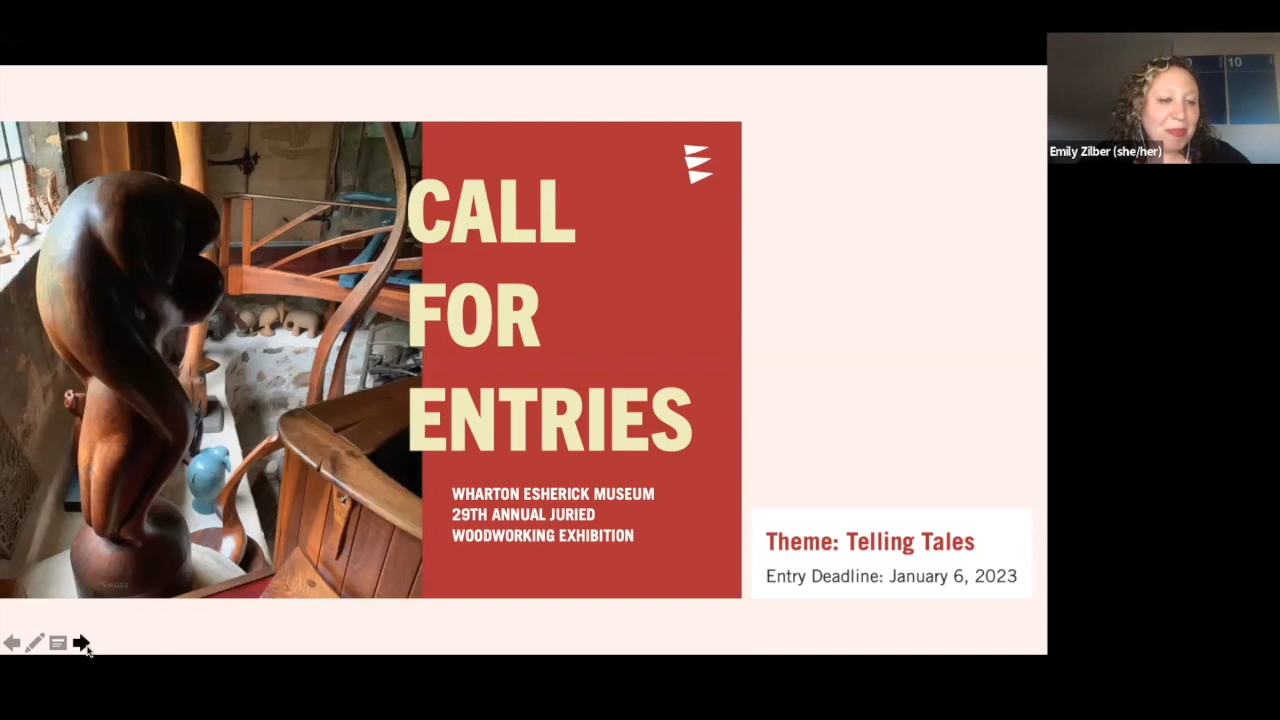 CALL
FOR
ENTRIES
WHARTON ESHERICK MUSEUM
29TH ANNUAL JURIED
WOODWORKING EXHIBITION
Theme: Telling Tales
Entry Deadline: January 6, 2023
10
Emily Zilber (she/her)